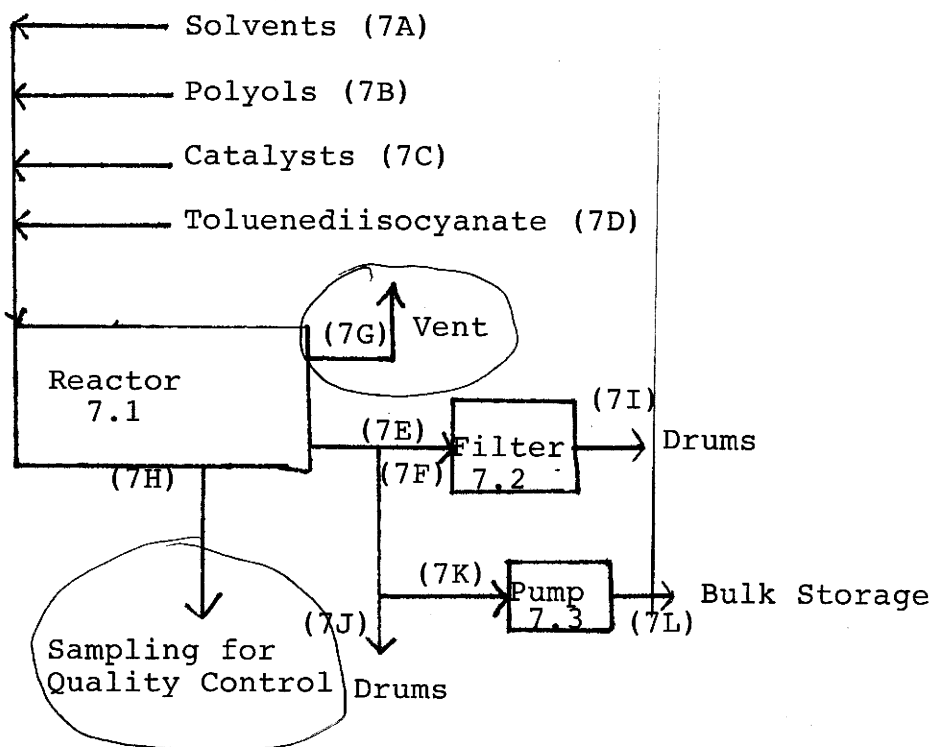 Solvents (7A)
Polyols (7B)
Catalysts (7C)
Toluenediisocyanate (7D)
(7G)
Vent
Reactor
7.1
(7E)
(7F)
Filter
7.2
(7I)
Drums
(7H)
(7K)
Pump
7.3
(7L)
Bulk Storage
(7J)
Drums
Sampling for
Quality Control